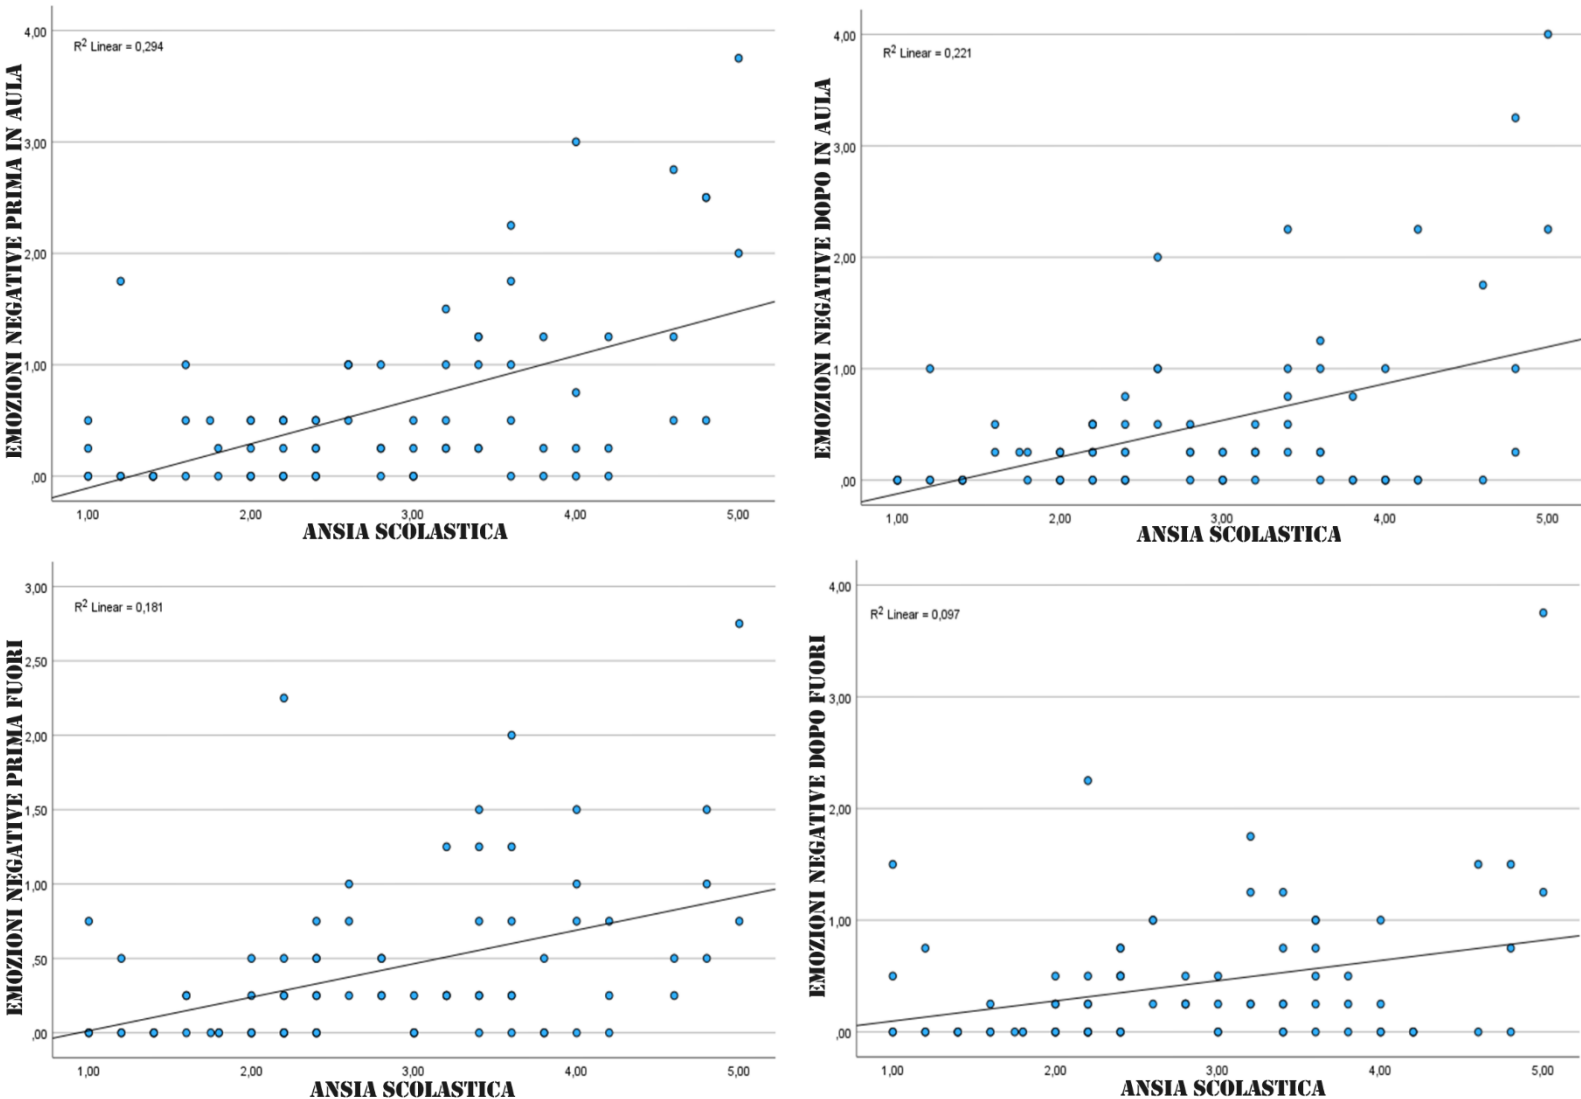 4,00
R2 Linear = 0,294
3,00
2,00
1,00
,00
EMOZIONI NEGATIVE PRIMA IN AULA
1,00 2,00 3,00 4,00 5,00
ANSIA SCOLASTICA
4,00
R2 Linear = 0,221
3,00
2,00
1,00
,00
EMOZIONI NEGATIVE DOPO IN AULA
1,00 2,00 3,00 4,00 5,00
ANSIA SCOLASTICA
3,00
R2 Linear = 0,181
2,50
2,00
1,50
1,00
,50
,00
EMOZIONI NEGATIVE PRIMA FUORI
1,00 2,00 3,00 4,00 5,00
ANSIA SCOLASTICA
4,00
R2 Linear = 0,097
3,00
2,00
1,00
,00
EMOZIONI NEGATIVE DOPO FUORI
1,00 2,00 3,00 4,00 5,00
ANSIA SCOLASTICA